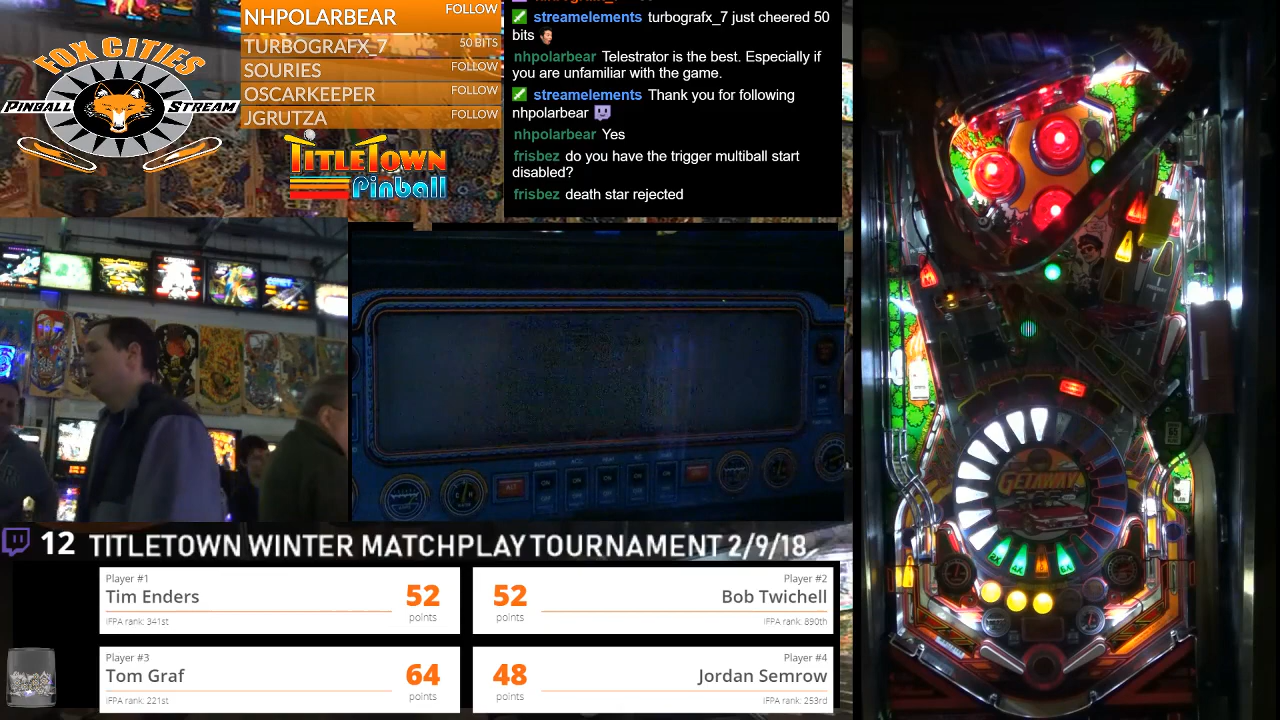 FOX CITIES
PINBALL STREAM
NHPOLARBEAR FOLLOW
TURBOGRAFX_7 50 BITS
SOURIES FOLLOW
OSCARKEEPER FOLLOW
JGRUTZA FOLLOW
TITLETOWN
Pinball
streamelements turbografx_7 just cheered 50
bits
nhpolarbear Telestrator is the best. Especially if
you are unfamiliar with the game.
streamelements Thank you for following
nhpolarbear
nhpolarbear Yes
frisbez do you have the trigger multiball start
disabled?
frisbez death star rejected
GETAWAY
2X
4X
6X
12 TITLETOWN WINTER MATCHPLAY TOURNAMENT 2/9/18
Player #1
Tim Enders
IFPA rank: 341st
52
points
52
points
Player #2
Bob Twichell
IFPA rank: 890th
Player #3
Tom Graf
IFPA rank: 221st
64
points
48
points
Player #4
Jordan Semrow
IFPA rank: 253rd